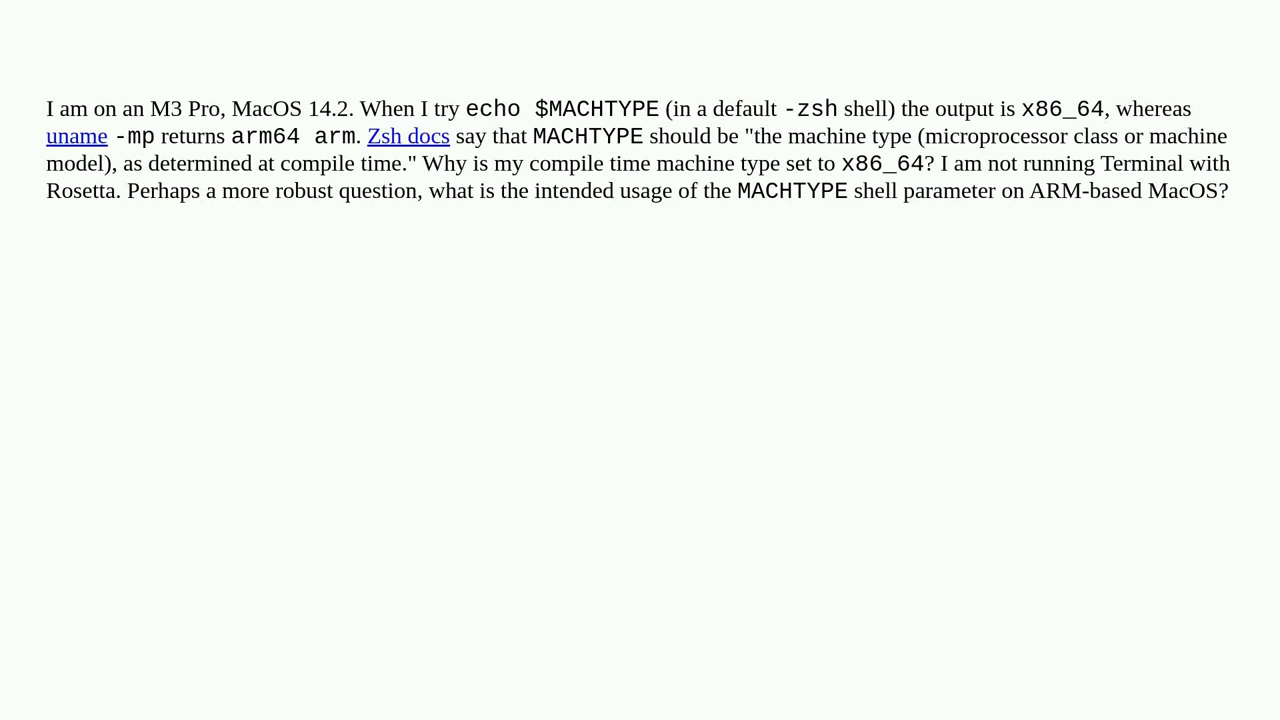 I am on an M3 Pro, MacOS 14.2. When I try echo $MACHTYPE (in a default -zsh shell) the output is x86_64, whereas
uname -mp returns arm64 arm. Zsh docs say that MACHTYPE should be "the machine type (microprocessor class or machine
model), as determined at compile time." Why is my compile time machine type set to x86_64? I am not running Terminal with
Rosetta. Perhaps a more robust question, what is the intended usage of the MACHTYPE shell parameter on ARM-based MacOS?